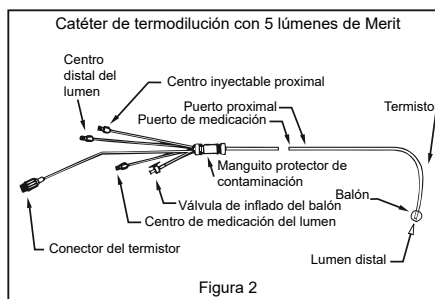 Catéter de termodilución con 5 lúmenes de Merit
Centro
distal del
lumen
Centro inyectable proximal
Puerto proximal
Puerto de medicación
Termisto
Manguito protector de
contaminación
Válvula de inflado del balón
Centro de medicación del lumen
Conector del termistor
Balón
Lumen distal
Figura 2